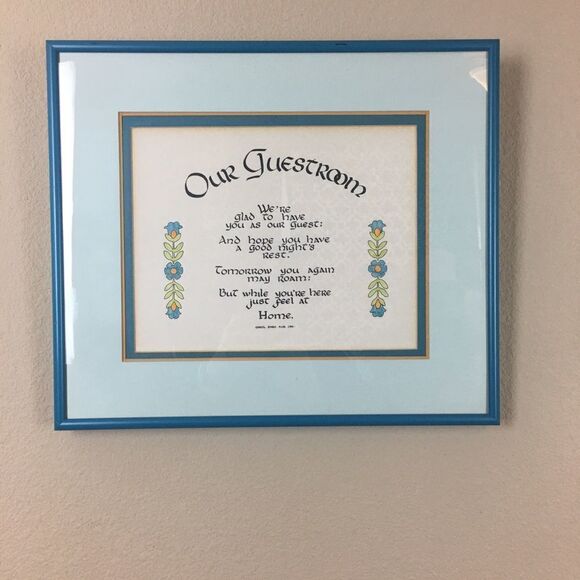 Our Guestroom
We're
glad to have
you as our guest:
And hope you have
a good night's
rest.
Tomorrow you again
may roam:
But while you're here
just feel at
Home.